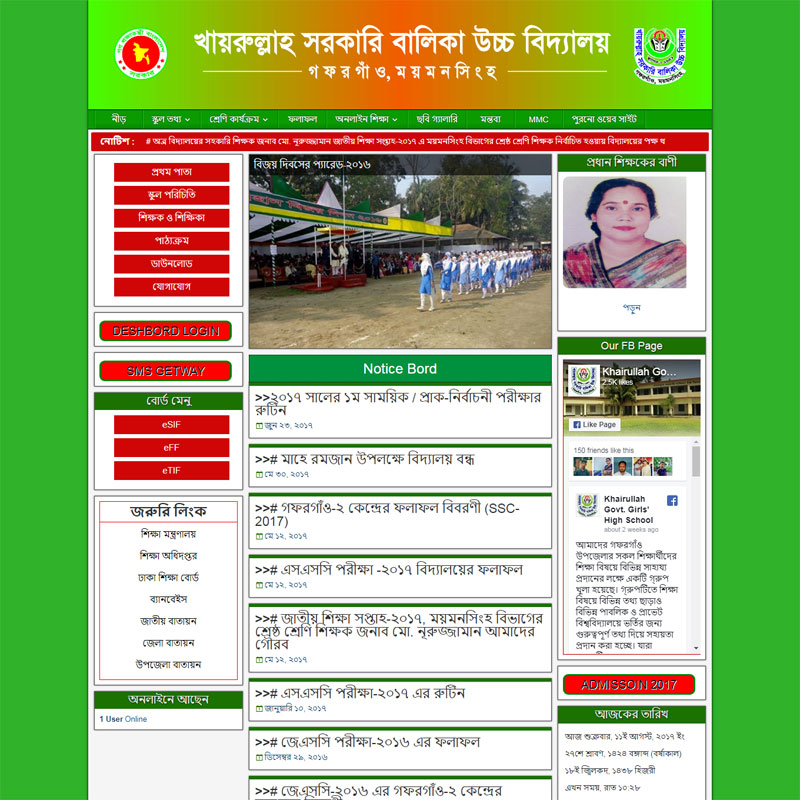 খায়রুল্লাহ সরকারি বালিকা উচ্চ বিদ্যালয়
গফরগাঁও, ময়মনসিংহ
নীড় স্কুল তথ্য শ্রেণি কার্যক্রম ফলাফল অনলাইন শিক্ষা ছবি গ্যালারি মন্তব্য MMC পুরনো ওয়েব সাইট
নোটিশ : # অত্র বিদ্যালয়ের সহকারি শিক্ষক জনাব মো. নূরুজ্জামান জাতীয় শিক্ষা সপ্তাহ-২০১৭ এ ময়মনসিংহ বিভাগের শ্রেষ্ঠ শ্রেণি শিক্ষক নির্বাচিত হওয়ায় বিদ্যালয়ের পক্ষ
প্রথম পাতা
স্কুল পরিচিতি
শিক্ষক ও শিক্ষিকা
পাঠ্যক্রম
ডাউনলোড
যোগাযোগ
DESHBORD LOGIN
SMS GETWAY
বোর্ড মেনু
eSIF
eFF
eTIF
জরুরি লিংক
শিক্ষা মন্ত্রণালয়
শিক্ষা অধিদপ্তর
ঢাকা শিক্ষা বোর্ড
ব্যানবেইস
জাতীয় বাতায়ন
জেলা বাতায়ন
উপজেলা বাতায়ন
অনলাইনে আছেন
1 User Online
বিজয় দিবসের প্যারেড-২০১৬
Notice Bord
>>২০১৭ সালের ১ম সাময়িক / প্রাক-নির্বাচনী পরীক্ষার
রুটিন
জুন ২৩, ২০১৭
>># মাহে রমজান উপলক্ষে বিদ্যালয় বন্ধ
মে ৩০, ২০১৭
>># গফরগাঁও-২ কেন্দ্রের ফলাফল বিবরণী (SSC-
2017)
মে ১২, ২০১৭
>># এসএসসি পরীক্ষা -২০১৭ বিদ্যালয়ের ফলাফল
মে ১২, ২০১৭
>># জাতীয় শিক্ষা সপ্তাহ-২০১৭, ময়মনসিংহ বিভাগের
শ্রেষ্ঠ শ্রেণি শিক্ষক জনাব মো. নূরুজ্জামান আমাদের
গৌরব
মে ১২, ২০১৭
>># এসএসসি পরীক্ষা-২০১৭ এর রুটিন
জানুয়ারি ১০, ২০১৭
>># জেএসসি পরীক্ষা-২০১৬ এর ফলাফল
ডিসেম্বর ২৯, ২০১৬
>># জেএসসি-২০১৬ এর গফরগাঁও-২ কেন্দ্রের
প্রধান শিক্ষকের বাণী
পড়ুন
Our FB Page
Khairullah Go...
2.5K likes
Like Page
150 friends like this
Khairullah
Govt. Girls'
High School
about 2 weeks ago
আমাদের গফরগাঁও
উপজেলার সকল শিক্ষার্থীদের
শিক্ষা বিষয়ে বিভিন্ন সাহায্য
প্রদানের লক্ষে একটি গ্রুপ
খুলা হয়েছে। গ্রুপটিতে শিক্ষা
বিষয়ে বিভিন্ন তথ্য ছাড়াও
বিভিন্ন পাবলিক ও প্রাভেট
বিশ্ববিদ্যালয়ে ভর্তির জন্য
গুরুত্বপূর্ণ তথ্য দিয়ে সহায়তা
প্রদান করা হচ্ছে। যারা
ADMISSOIN 2017
আজকের তারিখ
আজ শুক্রবার, ১১ই আগস্ট, ২০১৭ ইং
২৭শে শ্রাবণ, ১৪২৪ বঙ্গাব্দ (বর্ষাকাল)
১৮ই জিলকদ, ১৪৩৮ হিজরী
এখন সময়, রাত ১০:২৮